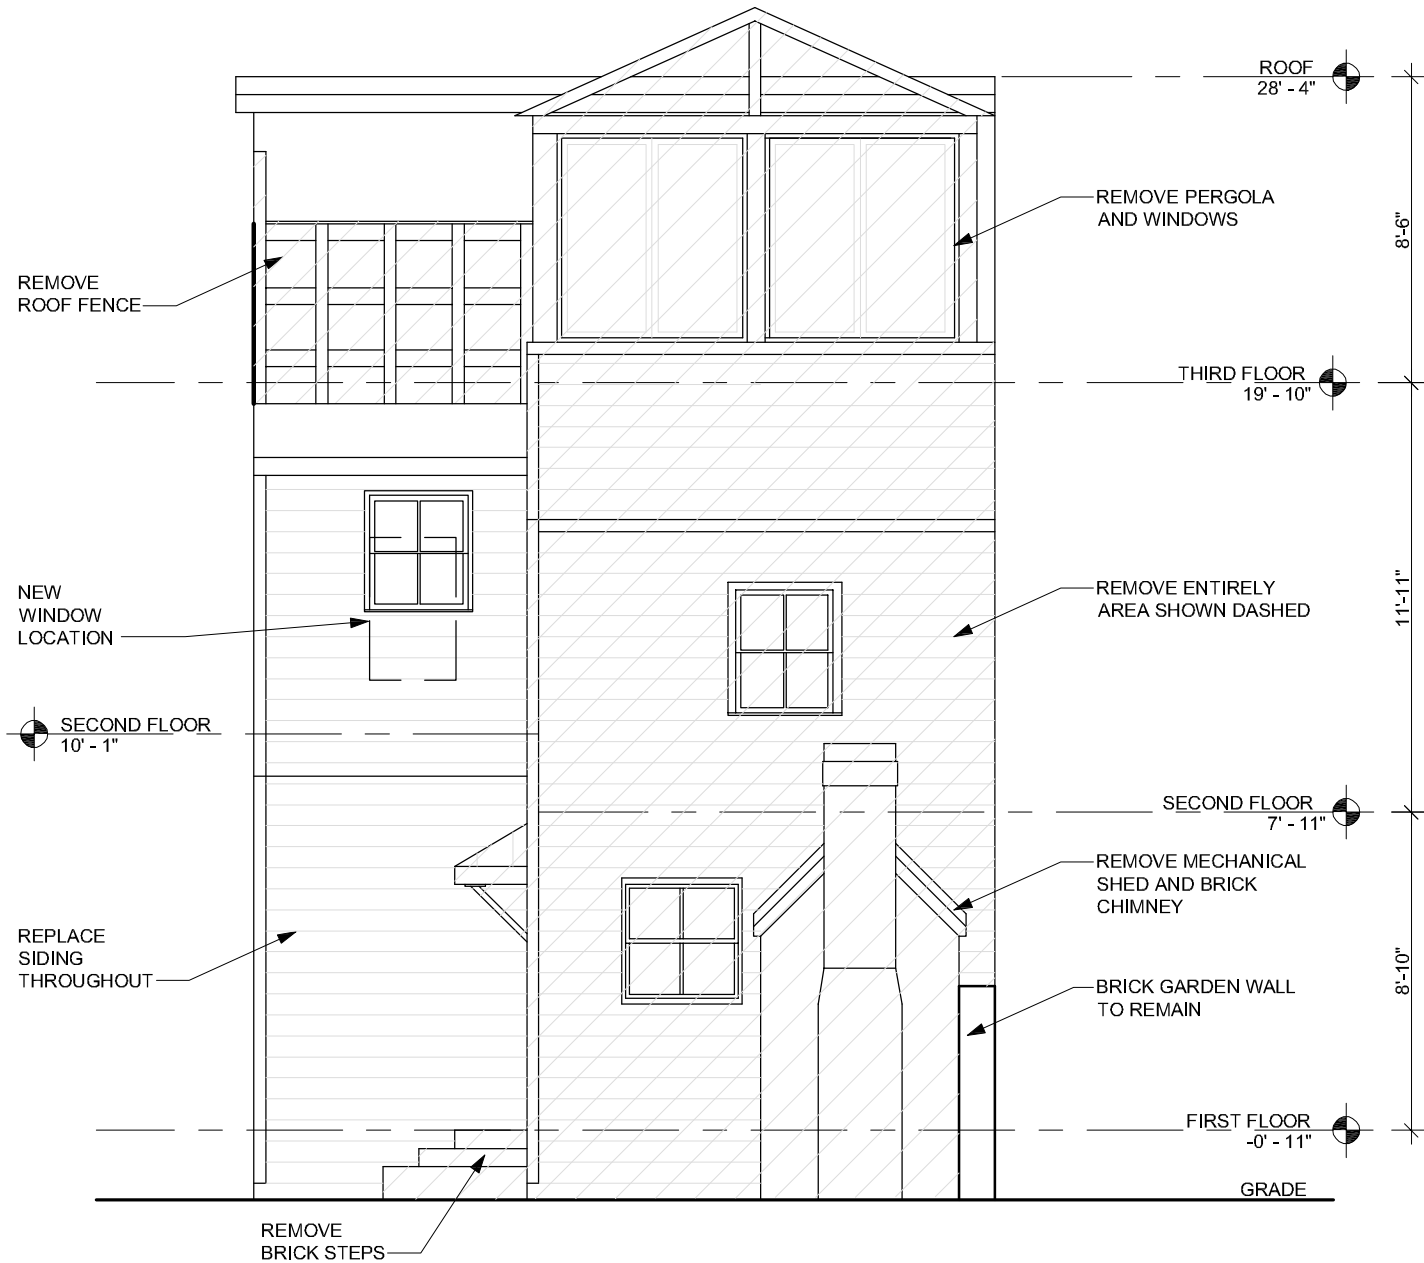 ROOF
28' - 4"
REMOVE PERGOLA
AND WINDOWS
8'-6"
REMOVE
ROOF FENCE
THIRD FLOOR
19' - 10"
NEW
WINDOW
LOCATION
REMOVE ENTIRELY
AREA SHOWN DASHED
11'-11"
SECOND FLOOR
10' - 1"
SECOND FLOOR
7' - 11"
REMOVE MECHANICAL
SHED AND BRICK
CHIMNEY
REPLACE
SIDING
THROUGHOUT
8'-10"
BRICK GARDEN WALL
TO REMAIN
FIRST FLOOR
-0' - 11"
GRADE
REMOVE
BRICK STEPS